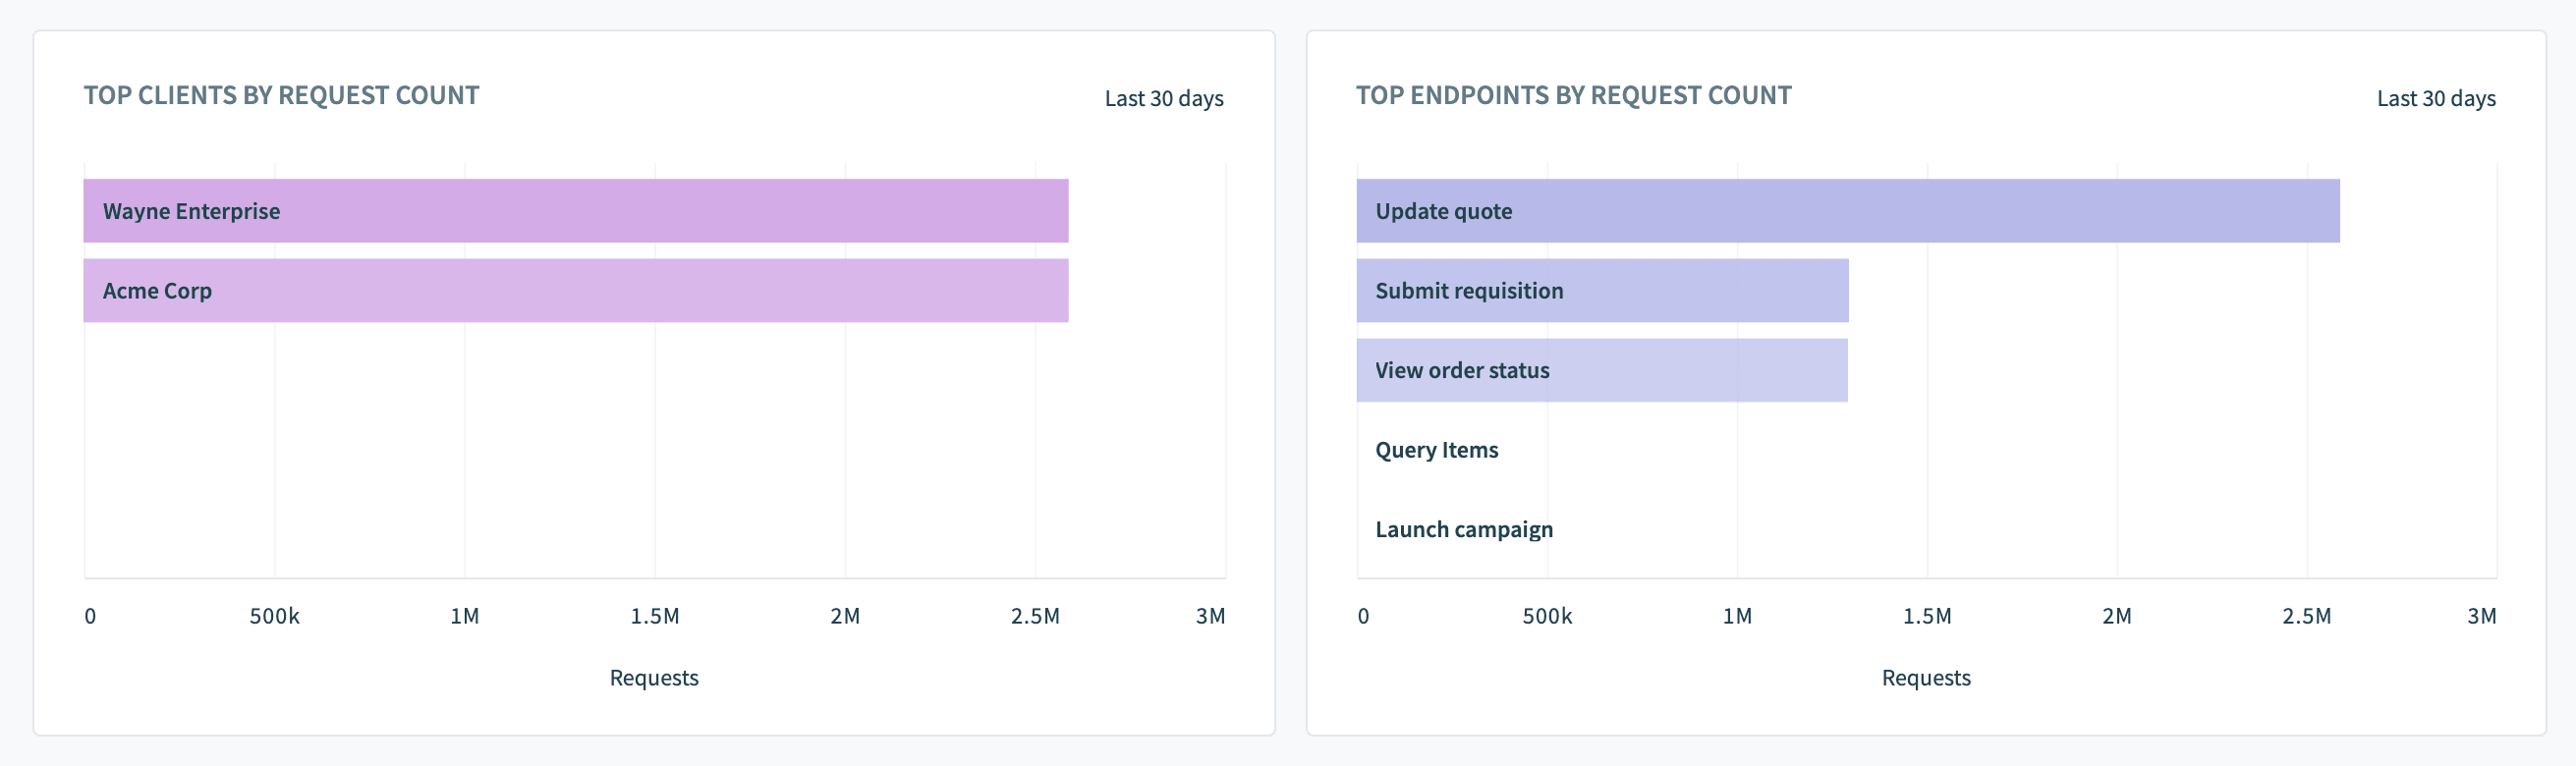 TOP CLIENTS BY REQUEST COUNT
Last 30 days
Wayne Enterprise
Acme Corp
0 500k 1M 1.5M 2M 2.5M 3M
Requests
TOP ENDPOINTS BY REQUEST COUNT
Last 30 days
Update quote
Submit requisition
View order status
Query Items
Launch campaign
0 500k 1M 1.5M 2M 2.5M 3M
Requests